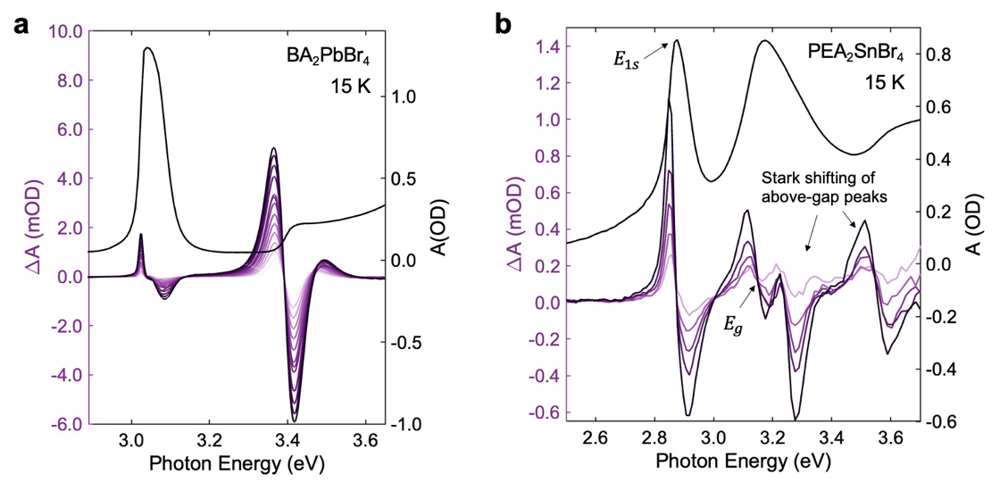 a
BA₂PbBr₄
15 K
10.0
8.0
6.0
4.0
2.0
0.0
-2.0
-4.0
-6.0
ΔA (mOD)
1.0
0.5
0.0
-0.5
-1.0
A(OD)
3.0 3.2 3.4 3.6
Photon Energy (eV)
b
E₁ₛ
PEA₂SnBr₄
15 K
Stark shifting of
above-gap peaks
E_g
1.4
1.2
1.0
0.8
0.6
0.4
0.2
0.0
-0.2
-0.4
-0.6
ΔA (mOD)
0.8
0.6
0.4
0.2
0.0
-0.2
-0.4
-0.6
A (OD)
2.6 2.8 3.0 3.2 3.4 3.6
Photon Energy (eV)